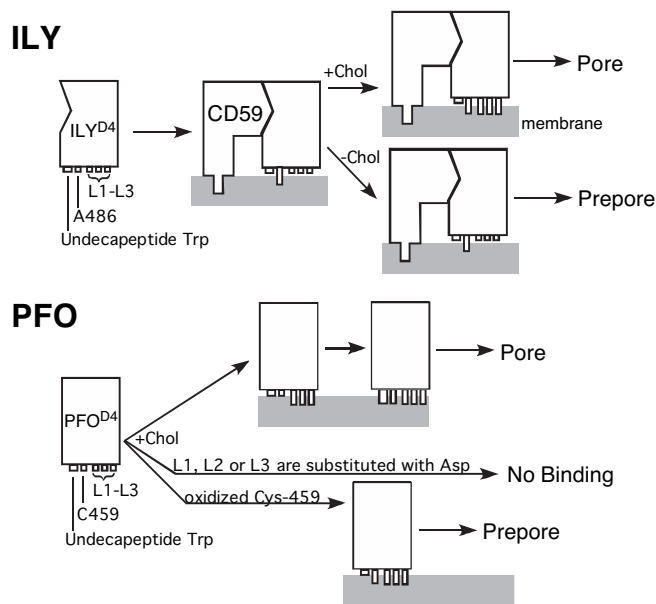 ILY
ILY^D4
L1-L3
A486
Undecapeptide Trp
CD59
+Chol
-Chol
Pore
membrane
Prepore
PFO
PFO^D4
L1-L3
C459
Undecapeptide Trp
+Chol
Pore
L1, L2 or L3 are substituted with Asp
No Binding
oxidized Cys-459
Prepore